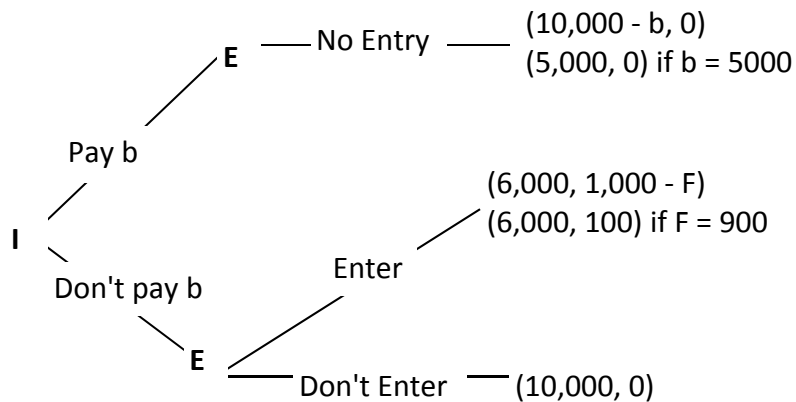 (10,000 - b, 0)
E No Entry
(5,000, 0) if b = 5000
Pay b
(6,000, 1,000 - F)
(6,000, 100) if F = 900
I
Enter
Don't pay b
E
Don't Enter (10,000, 0)